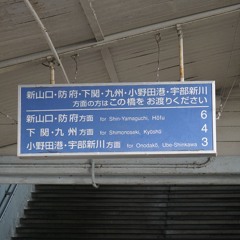 新山口・防府・下関・九州・小野田港・宇部新川
方面の方はこの橋をお渡りください
新山口・防府方面 for Shin-Yamaguchi, Hōfu 6
下関・九州方面 for Shimonoseki, Kyūshū 4
小野田港・宇部新川方面 for Onodakō, Ube-Shinkawa 3